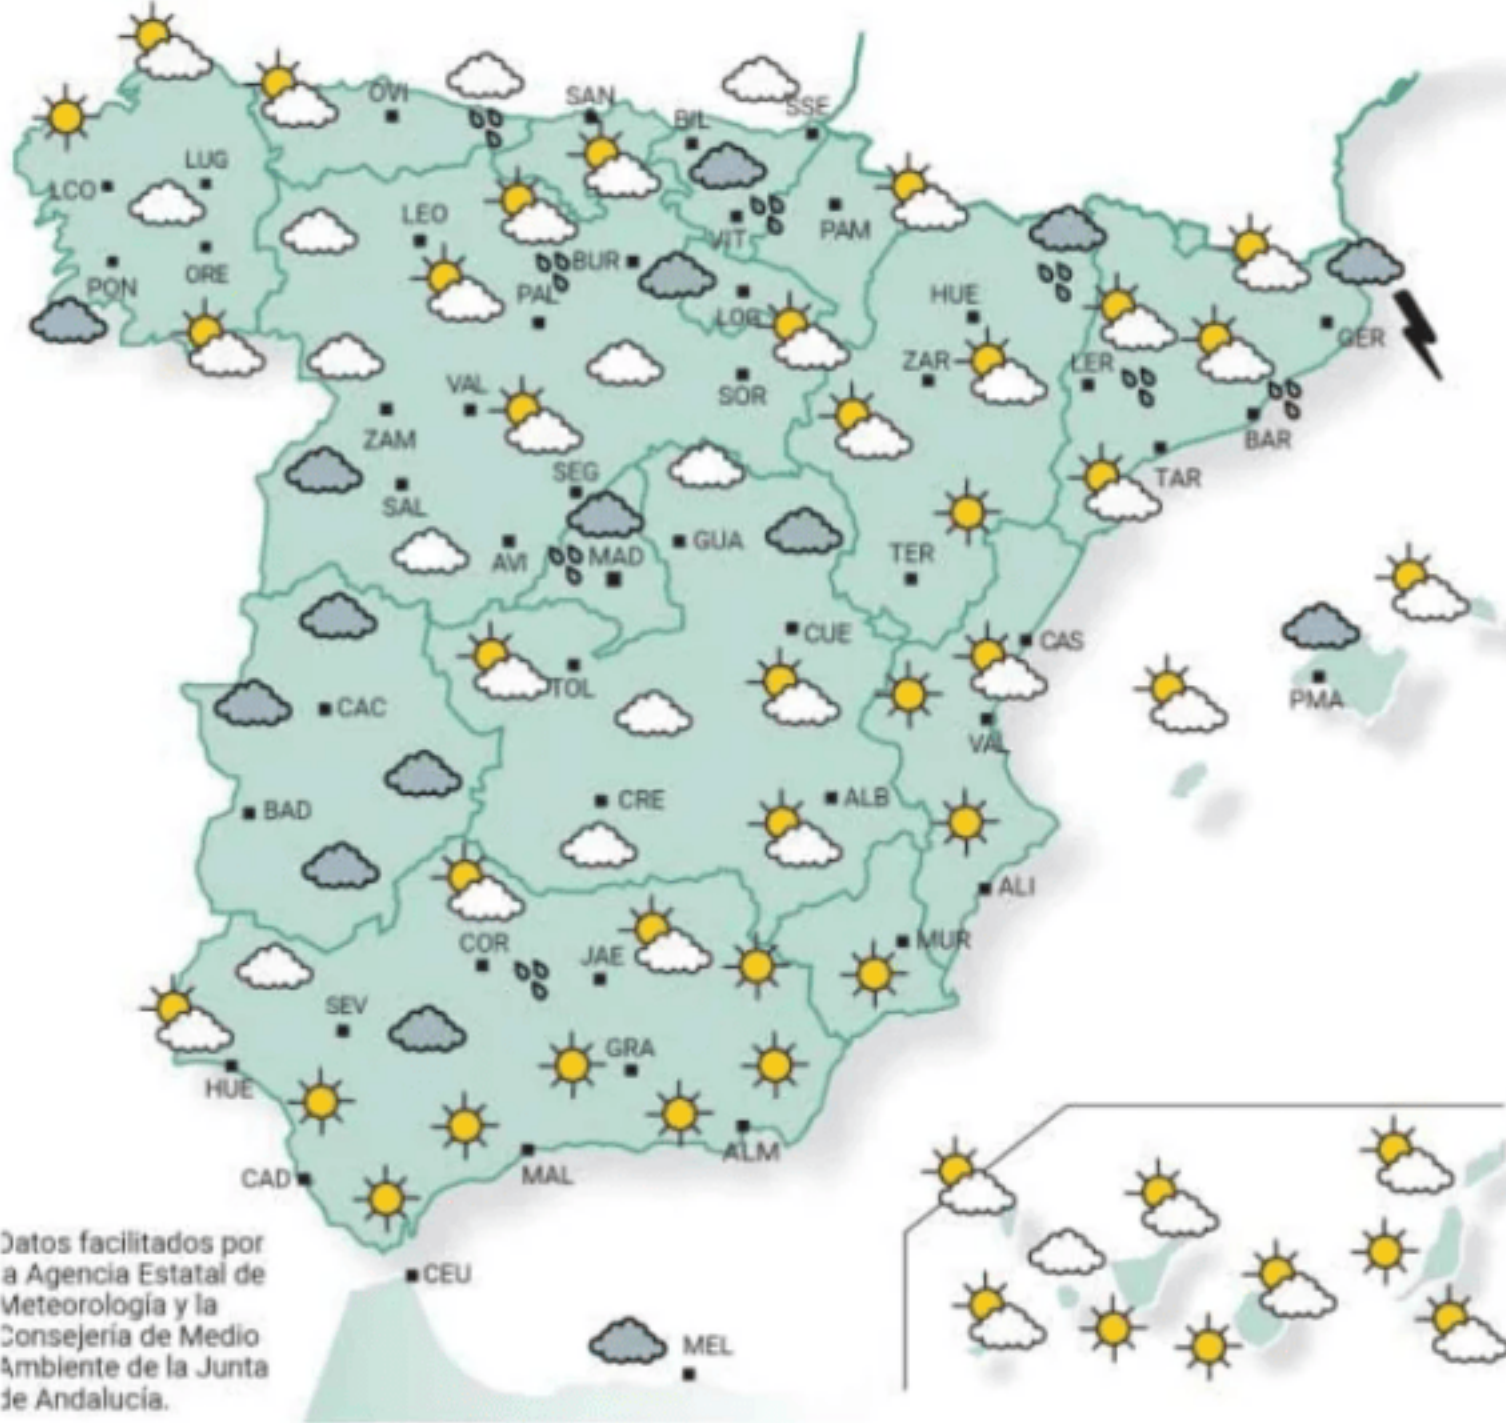 OVI
SAN
SSE
BIL
LUG
LCO
LEO
VIT
PAM
PON
ORE
PAL
BUR
LOG
HUE
GER
ZAR
LER
VAL
SOR
ZAM
BAR
SEG
TAR
SAL
AVI
MAD
GUA
TER
CUE
CAS
TOL
PMA
CAC
VAL
BAD
CRE
ALB
ALI
COR
JAE
MUR
SEV
GRA
HUE
ALM
CAD
MAL
CEU
MEL
Datos facilitados por
a Agencia Estatal de
Meteorología y la
Consejería de Medio
Ambiente de la Junta
de Andalucía.